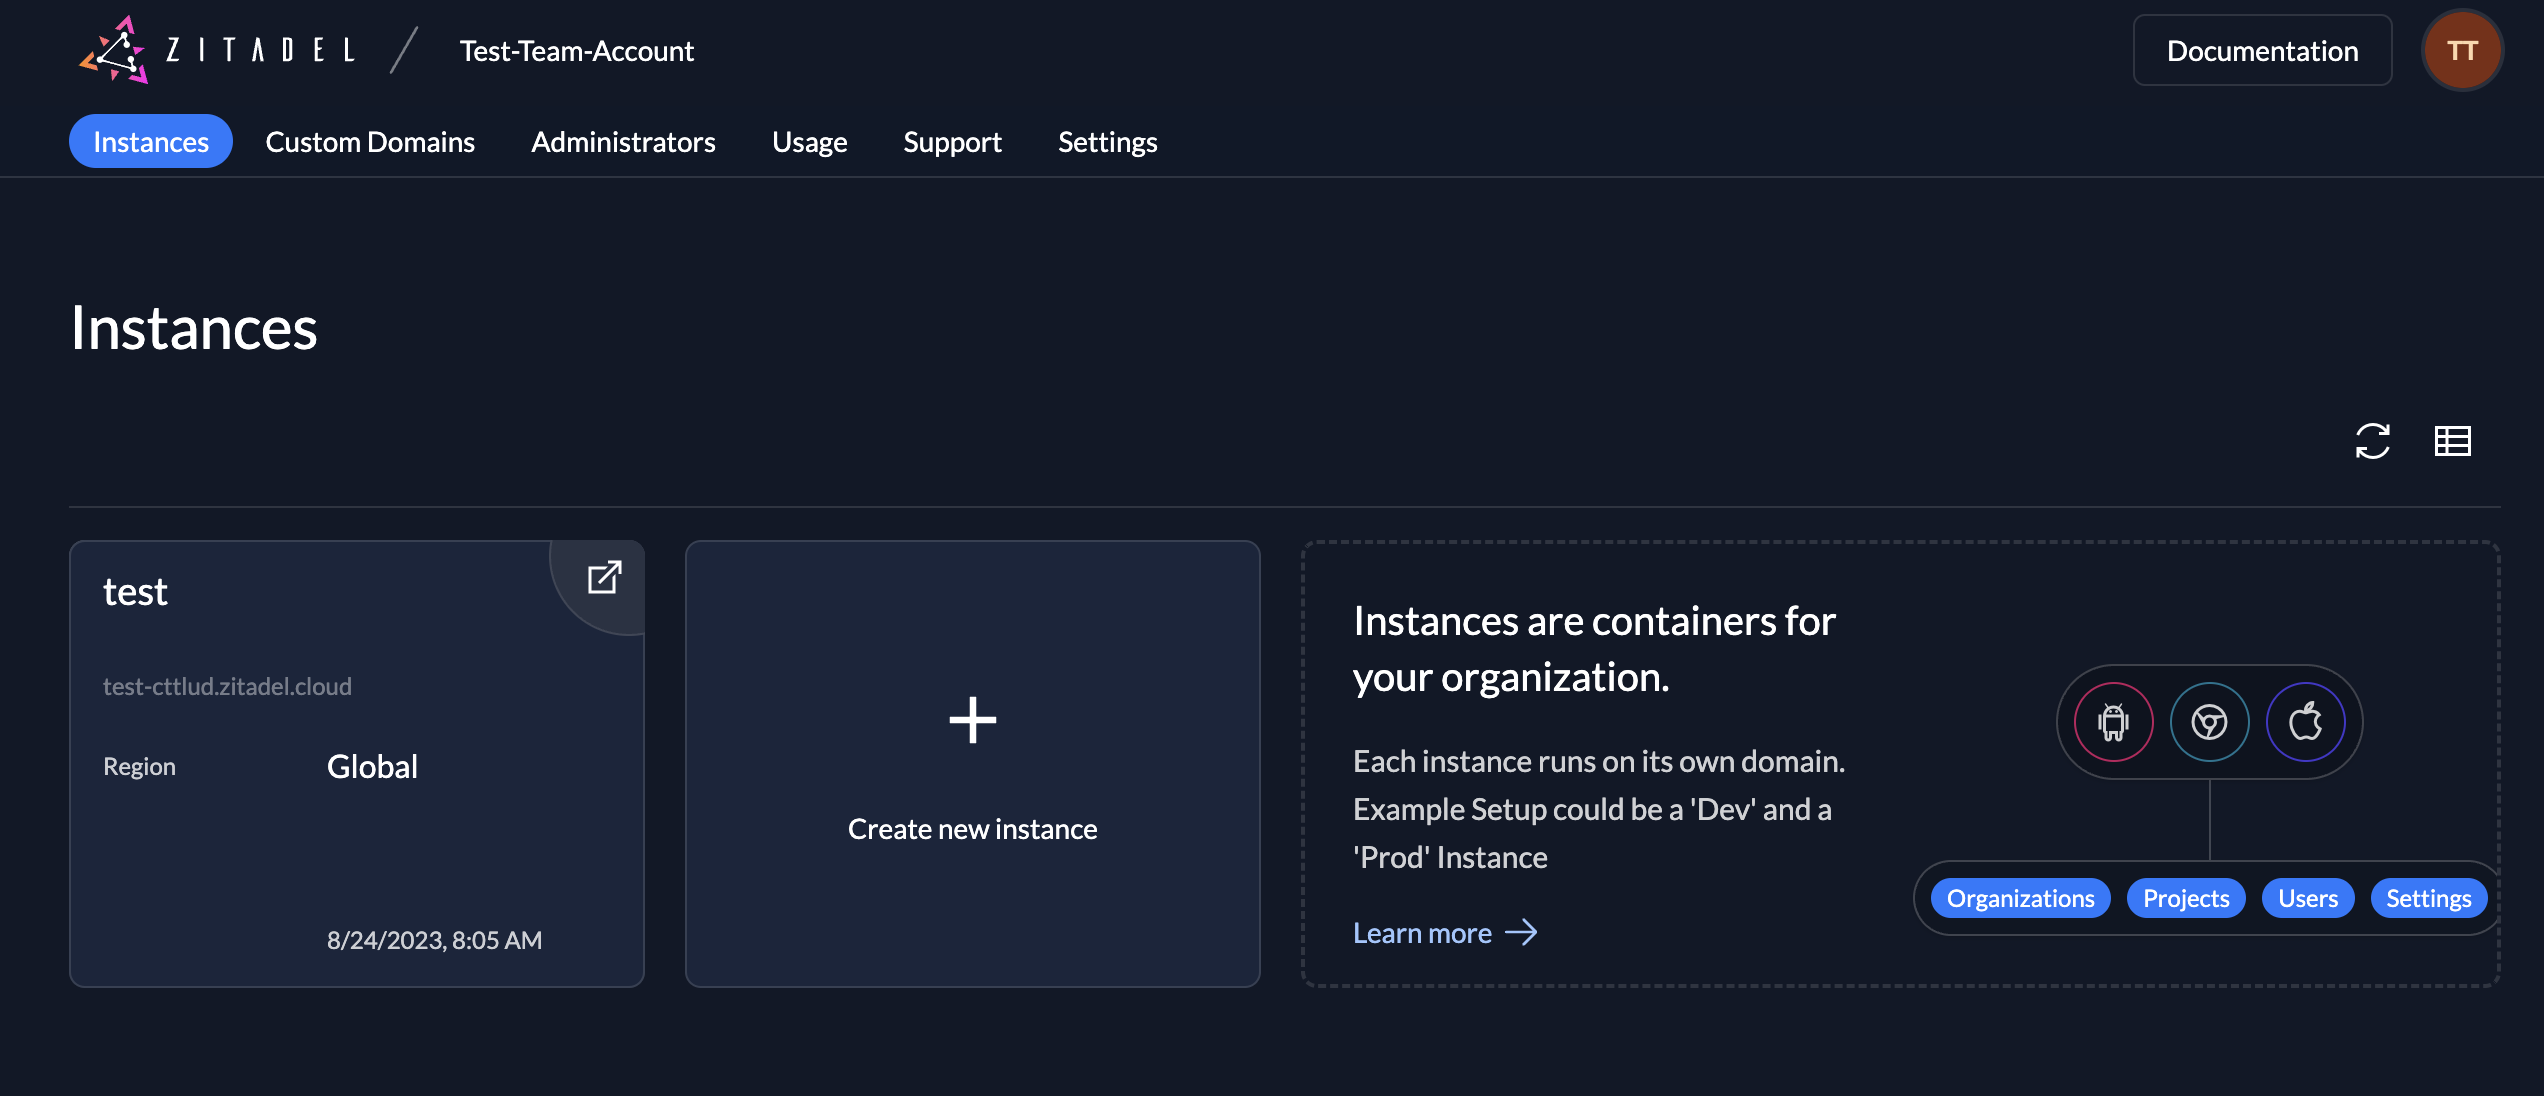 ZITADEL
Test-Team-Account
Documentation
TT
Instances
Custom Domains
Administrators
Usage
Support
Settings
Instances
test
test-cttlud.zitadel.cloud
Region
Global
8/24/2023, 8:05 AM
Create new instance
Instances are containers for
your organization.
Each instance runs on its own domain.
Example Setup could be a 'Dev' and a
'Prod' Instance
Learn more
Organizations
Projects
Users
Settings